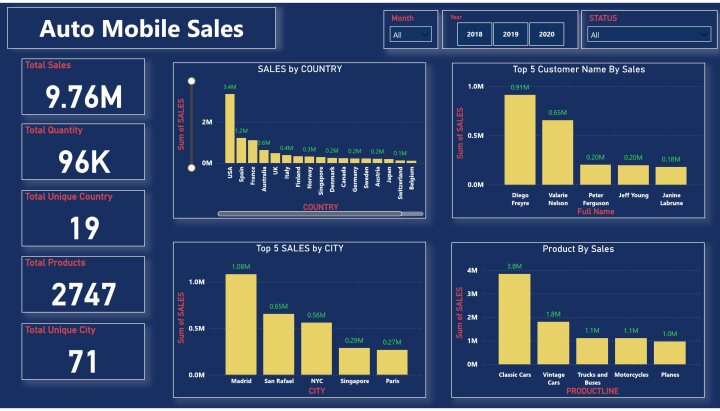 Auto Mobile Sales
Month
All
Year
2018 2019 2020
STATUS
All
Total Sales
9.76M
Total Quantity
96K
Total Unique Country
19
Total Products
2747
Total Unique City
71
SALES by COUNTRY
Sum of SALES
2M
0M
3.4M
1.2M
0.6M
0.4M
0.3M
0.2M
0.2M
0.2M
0.1M
USA
Spain
France
Australia
UK
Italy
Finland
Norway
Singapore
Denmark
Canada
Germany
Sweden
Austria
Japan
Switzerland
Belgium
COUNTRY
Top 5 Customer Name By Sales
Sum of SALES
1.0M
0.5M
0.0M
0.91M
0.65M
0.20M
0.20M
0.18M
Diego Freyre
Valarie Nelson
Peter Ferguson
Jeff Young
Janine Labrune
Full Name
Top 5 SALES by CITY
Sum of SALES
1.0M
0.5M
0.0M
1.08M
0.65M
0.56M
0.29M
0.27M
Madrid
San Rafael
NYC
Singapore
Paris
CITY
Product By Sales
Sum of SALES
4M
3M
2M
1M
0M
3.8M
1.8M
1.1M
1.1M
1.0M
Classic Cars
Vintage Cars
Trucks and Buses
Motorcycles
Planes
PRODUCTLINE